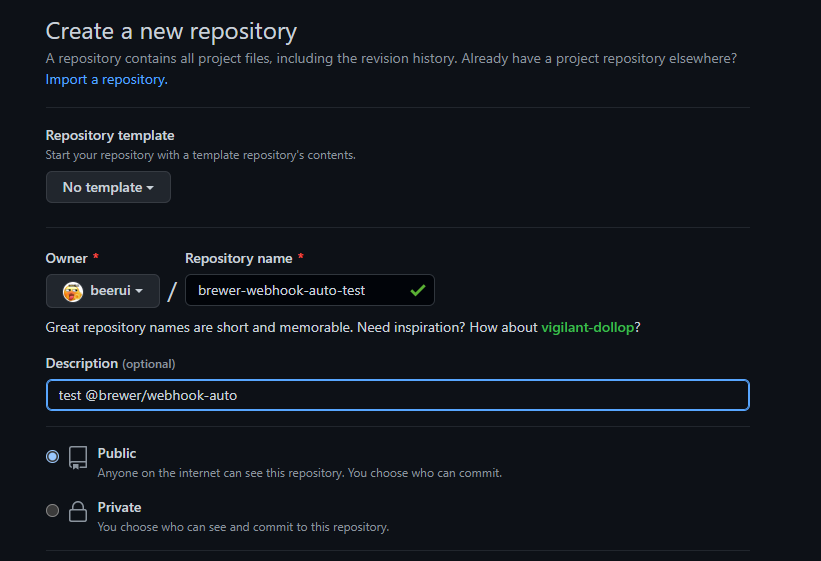 Create a new repository
A repository contains all project files, including the revision history. Already have a project repository elsewhere?
Import a repository.
Repository template
Start your repository with a template repository's contents.
No template
Owner * Repository name *
beerui / brewer-webhook-auto-test
Great repository names are short and memorable. Need inspiration? How about vigilant-dollop?
Description (optional)
test @brewer/webhook-auto
Public
Anyone on the internet can see this repository. You choose who can commit.
Private
You choose who can see and commit to this repository.